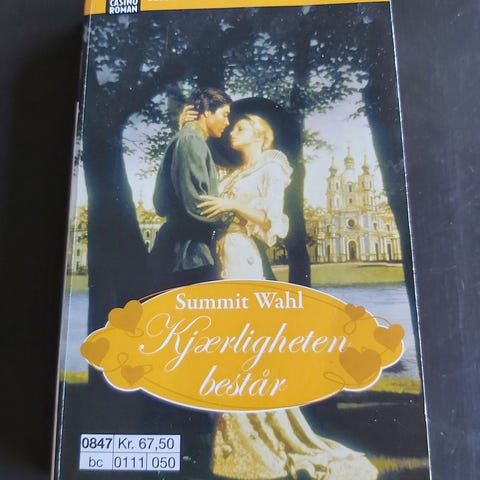 CASINO
ROMAN
Summit Wahl
Kjærligheten
består
0847 Kr. 67,50
bc 0111 050